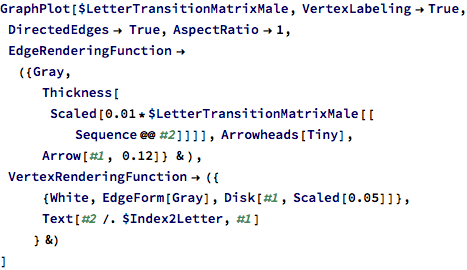 GraphPlot[$LetterTransitionMatrixMale, VertexLabeling → True,
DirectedEdges → True, AspectRatio → 1,
EdgeRenderingFunction →
({Gray,
Thickness[
Scaled[0.01*$LetterTransitionMatrixMale[[
Sequence @@ #2]]]], Arrowheads[Tiny],
Arrow[#1, 0.12]} &),
VertexRenderingFunction → ({
{White, EdgeForm[Gray], Disk[#1, Scaled[0.05]]},
Text[#2 /. $Index2Letter, #1]
} &)
]